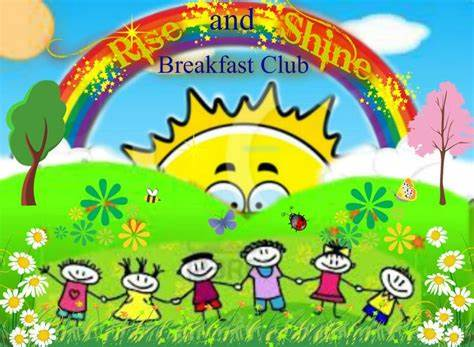 Rise and Shine
Breakfast Club